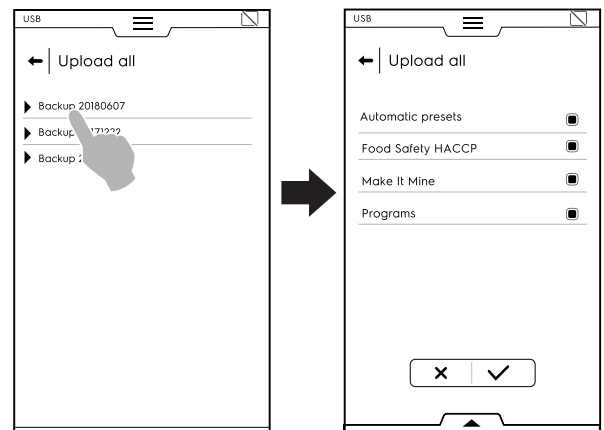 USB
Upload all
Backup 20180607
Backup
Backup
USB
Upload all
Automatic presets
Food Safety HACCP
Make It Mine
Programs